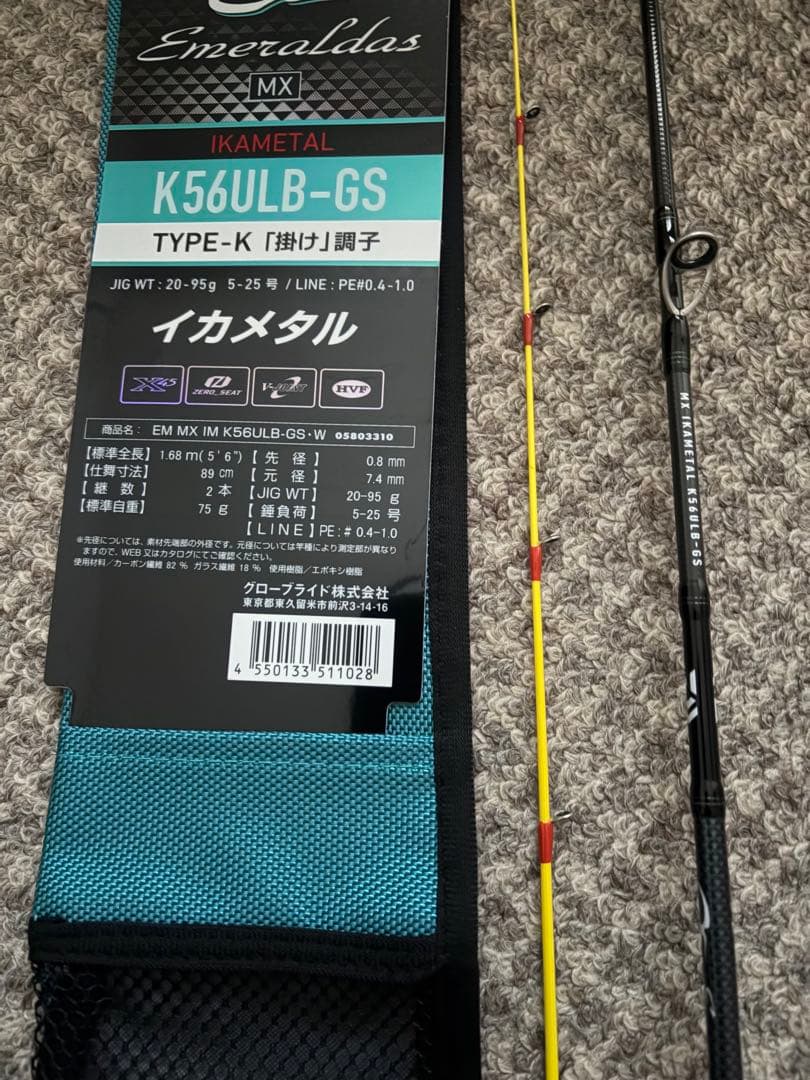 Emeraldas
MX
IKAMETAL
K56ULB-GS
TYPE-K「掛け」調子
JIG WT : 20-95g 5-25号 / LINE : PE#0.4-1.0
イカメタル
X45
ZERO_SEAT
V-JOINT
HVF
商品名: EM MX IM K56ULB-GS・W 05803310
【標準全長】 1.68 m(5'6")
【仕舞寸法】 89 cm
【継数】 2 本
【標準自重】 75 g
【先径】 0.8 mm
【元径】 7.4 mm
【JIG WT】 20-95 g
【錘負荷】 5-25 号
【LINE】 PE:# 0.4-1.0
※先径については、素材先端部の外径です。元径については竿種により測定部が異なり
ますので、WEB又はカタログにてご確認ください。
使用材料/カーボン繊維 82 % ガラス繊維 18 % 使用樹脂/エポキシ樹脂
グローブライド株式会社
東京都東久留米市前沢3-14-16
4 550133 511028
MX IKAMETAL K56ULB-GS